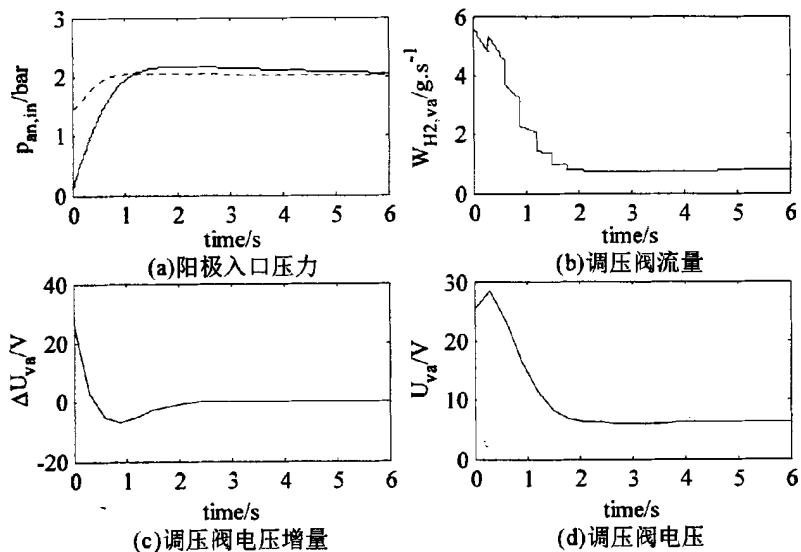 3
2
1
0
p_an,in/bar
0 1 2 3 4 5 6
time/s
(a)阳极入口压力
6
4
2
0
W_H2,va/g.s⁻¹
0 1 2 3 4 5 6
time/s
(b)调压阀流量
40
20
0
-20
ΔU_va/V
0 1 2 3 4 5 6
time/s
(c)调压阀电压增量
30
20
10
0
U_va/V
0 1 2 3 4 5 6
time/s
(d)调压阀电压